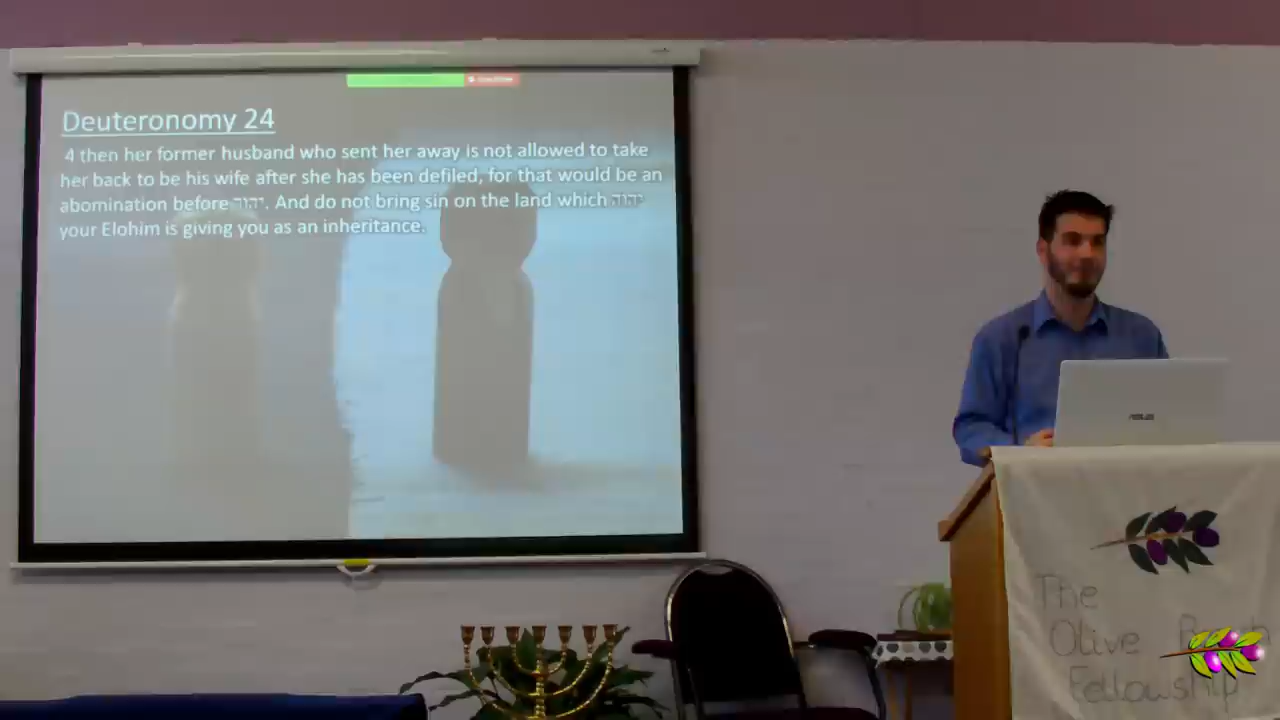 Deuteronomy 24
4 then her former husband who sent her away is not allowed to take
her back to be his wife after she has been defiled, for that would be an
abomination before יהוה. And do not bring sin on the land which יהוה
your Elohim is giving you as an inheritance.
ASUS
The
Olive
Fellowship